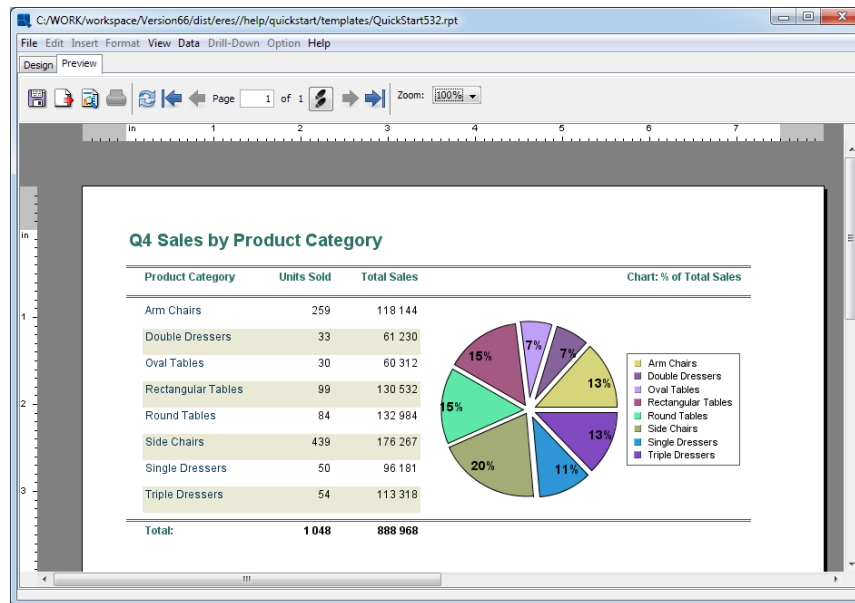 C:/WORK/workspace/Version66/dist/eres//help/quickstart/templates/QuickStart532.rpt
File Edit Insert Format View Data Drill-Down Option Help
Design Preview
Page 1 of 1 Zoom: 100%
in 1 2 3 4 5 6 7
in
Q4 Sales by Product Category
Product Category Units Sold Total Sales Chart: % of Total Sales
1
Arm Chairs 259 118 144
Double Dressers 33 61 230
Oval Tables 30 60 312
Rectangular Tables 99 130 532
2
Round Tables 84 132 984
Side Chairs 439 176 267
Single Dressers 50 96 181
3
Triple Dressers 54 113 318
Total: 1 048 888 968
7% 7%
15%
13%
15%
13%
20% 11%
Arm Chairs
Double Dressers
Oval Tables
Rectangular Tables
Round Tables
Side Chairs
Single Dressers
Triple Dressers